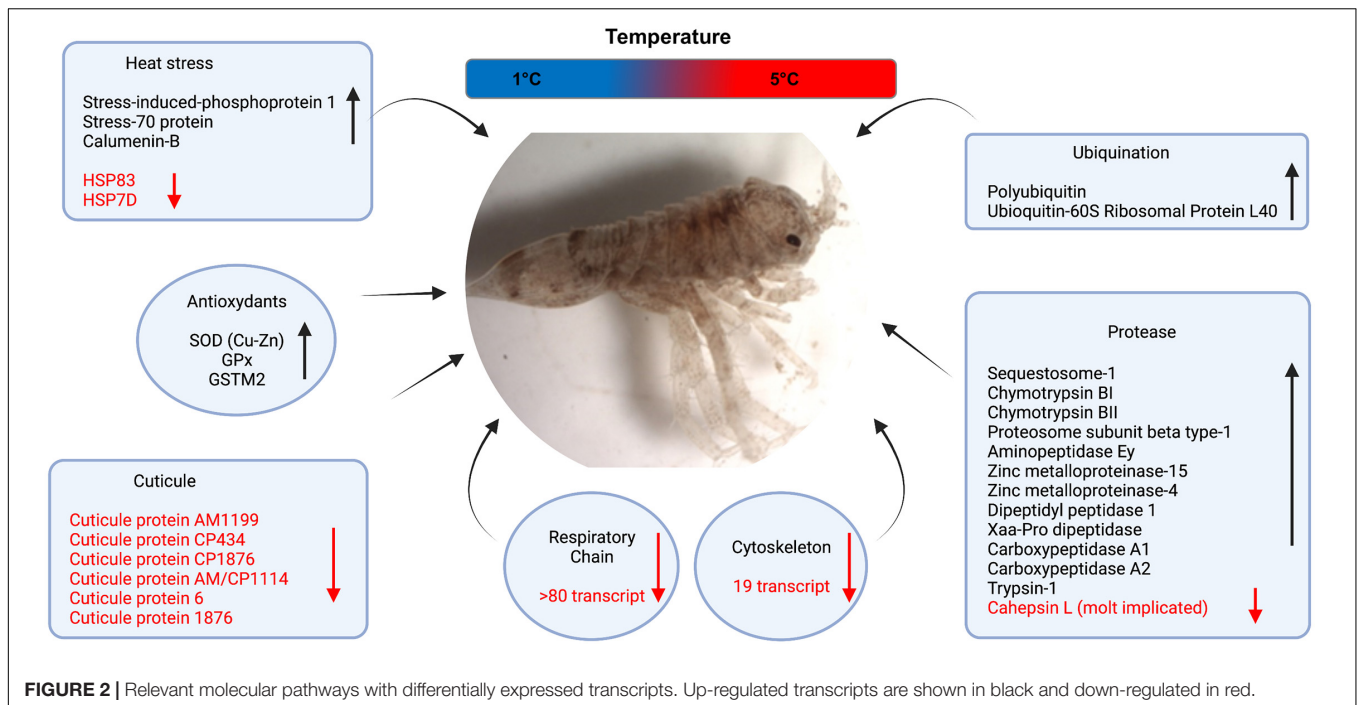 Temperature
1°C 5°C
Heat stress
Stress-induced-phosphoprotein 1
Stress-70 protein
Calumenin-B
HSP83
HSP7D
Antioxydants
SOD (Cu-Zn)
GPx
GSTM2
Cuticule
Cuticule protein AM1199
Cuticule protein CP434
Cuticule protein CP1876
Cuticule protein AM/CP1114
Cuticule protein 6
Cuticule protein 1876
Respiratory
Chain
>80 transcript
Cytoskeleton
19 transcript
Ubiquination
Polyubiquitin
Ubioquitin-60S Ribosomal Protein L40
Protease
Sequestosome-1
Chymotrypsin BI
Chymotrypsin BII
Proteosome subunit beta type-1
Aminopeptidase Ey
Zinc metalloproteinase-15
Zinc metalloproteinase-4
Dipeptidyl peptidase 1
Xaa-Pro dipeptidase
Carboxypeptidase A1
Carboxypeptidase A2
Trypsin-1
Cahepsin L (molt implicated)
FIGURE 2 | Relevant molecular pathways with differentially expressed transcripts. Up-regulated transcripts are shown in black and down-regulated in red.